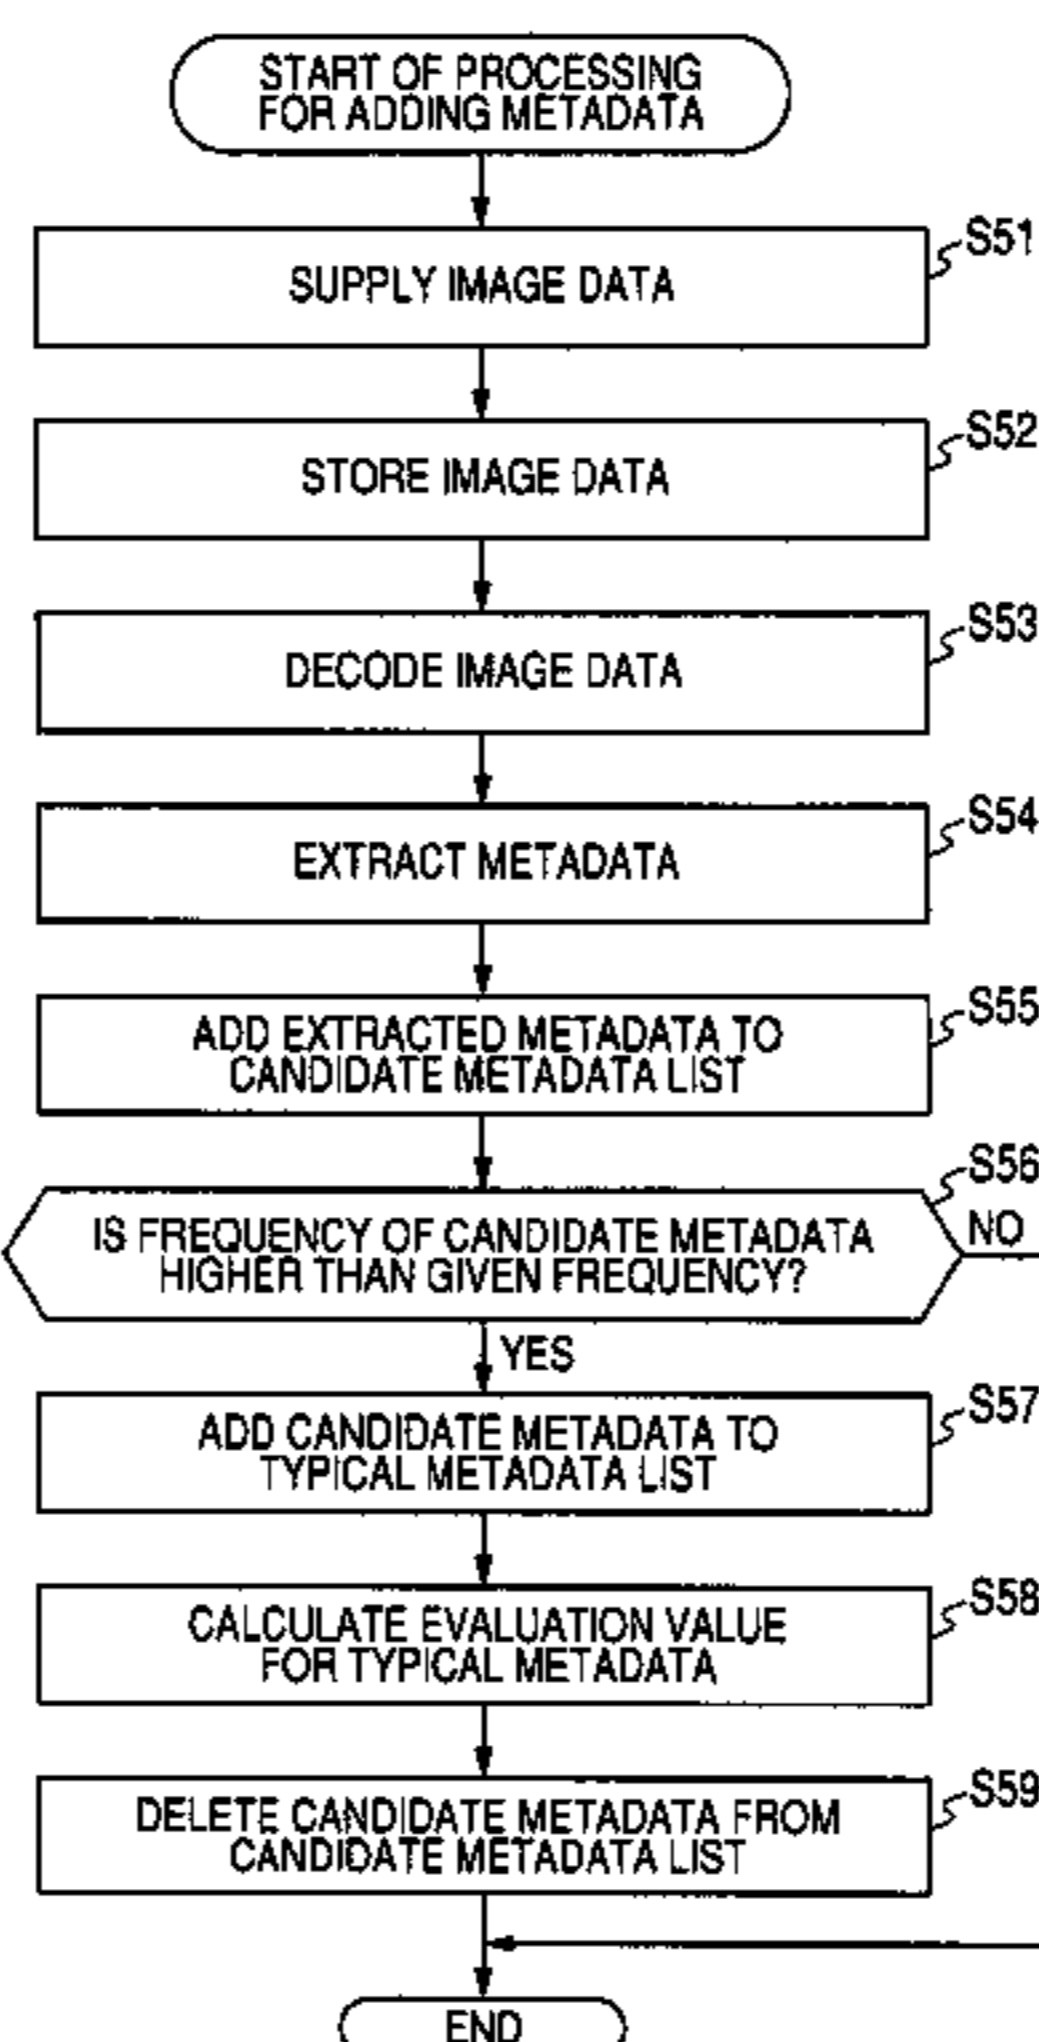 START OF PROCESSING
FOR ADDING METADATA
S51
SUPPLY IMAGE DATA
S52
STORE IMAGE DATA
S53
DECODE IMAGE DATA
S54
EXTRACT METADATA
S55
ADD EXTRACTED METADATA TO
CANDIDATE METADATA LIST
S56
IS FREQUENCY OF CANDIDATE METADATA
HIGHER THAN GIVEN FREQUENCY?
NO
YES
S57
ADD CANDIDATE METADATA TO
TYPICAL METADATA LIST
S58
CALCULATE EVALUATION VALUE
FOR TYPICAL METADATA
S59
DELETE CANDIDATE METADATA FROM
CANDIDATE METADATA LIST
END